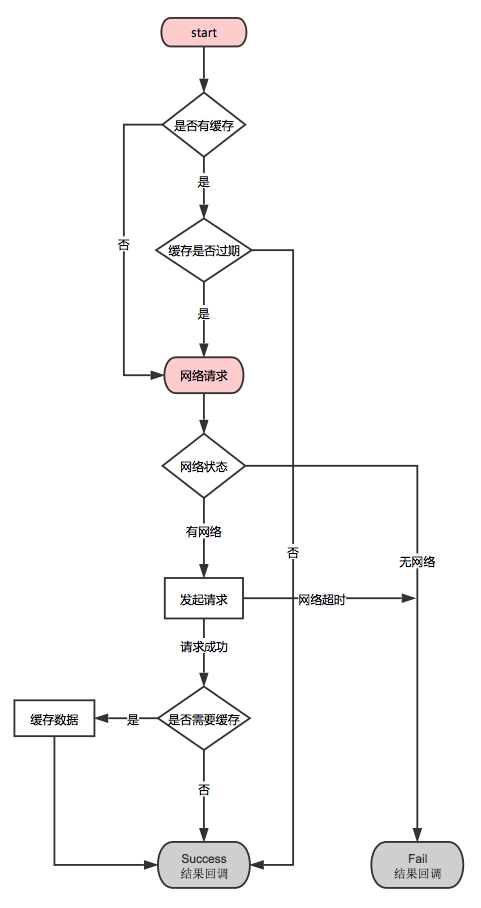 start
是否有缓存
是
否
缓存是否过期
是
网络请求
网络状态
有网络
否
无网络
发起请求
网络超时
请求成功
缓存数据
是
是否需要缓存
否
Success
结果回调
Fail
结果回调